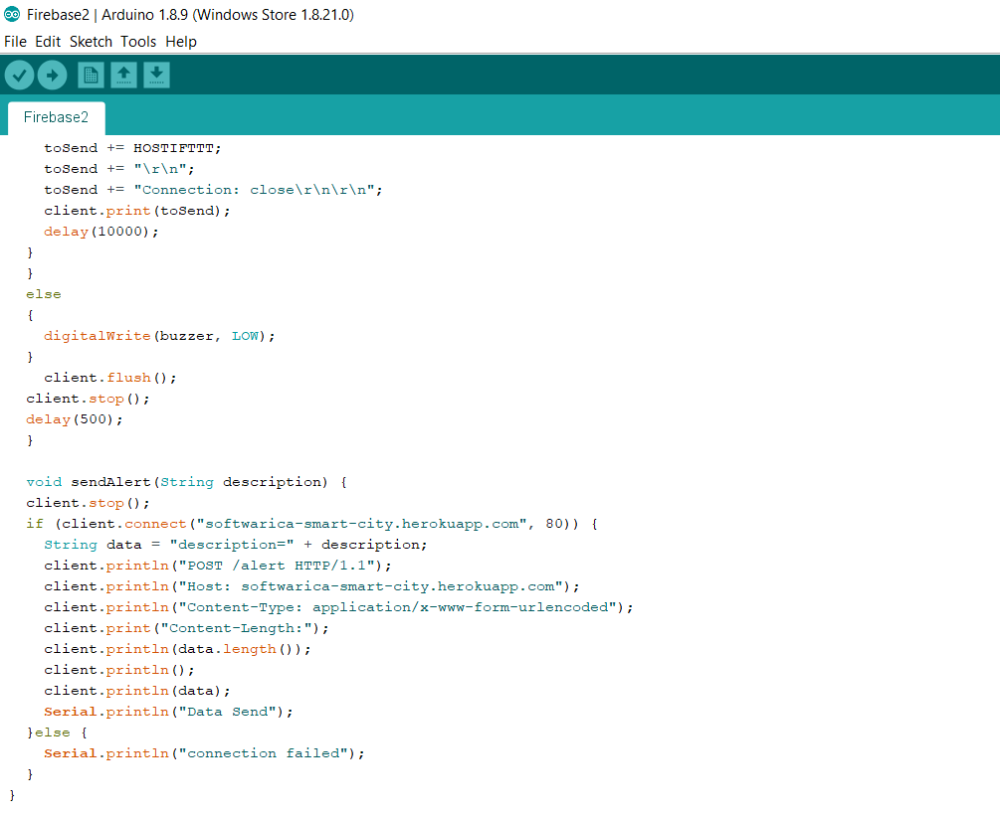 Firebase2 | Arduino 1.8.9 (Windows Store 1.8.21.0)
File Edit Sketch Tools Help
Firebase2
toSend += HOSTIFTTT;
toSend += "\r\n";
toSend += "Connection: close\r\n\r\n";
client.print(toSend);
delay(10000);
}
}
else
{
digitalWrite(buzzer, LOW);
}
client.flush();
client.stop();
delay(500);
}
void sendAlert(String description) {
client.stop();
if (client.connect("softwarica-smart-city.herokuapp.com", 80)) {
String data = "description=" + description;
client.println("POST /alert HTTP/1.1");
client.println("Host: softwarica-smart-city.herokuapp.com");
client.println("Content-Type: application/x-www-form-urlencoded");
client.print("Content-Length:");
client.println(data.length());
client.println();
client.println(data);
Serial.println("Data Send");
}else {
Serial.println("connection failed");
}
}